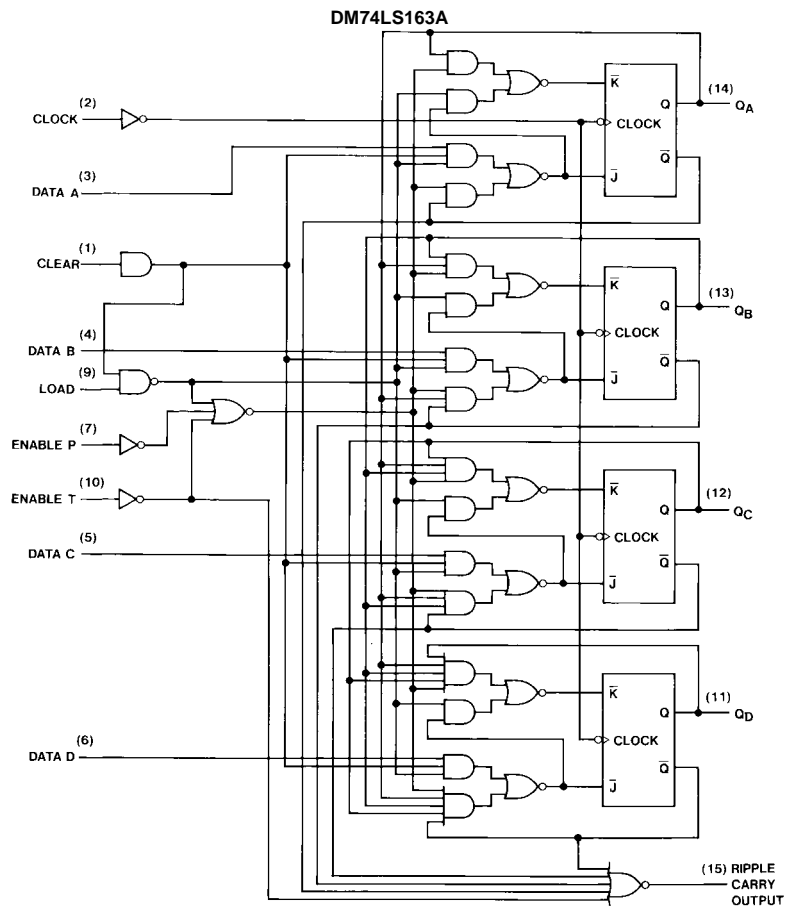 DM74LS163A
(2)
CLOCK
K̅
Q
(14)
QA
CLOCK
(3)
DATA A
J̅
Q̅
(1)
CLEAR
K̅
Q
(13)
QB
CLOCK
(4)
DATA B
(9)
LOAD
J̅
Q̅
(7)
ENABLE P
(10)
ENABLE T
K̅
Q
(12)
QC
CLOCK
(5)
DATA C
J̅
Q̅
K̅
Q
(11)
QD
CLOCK
(6)
DATA D
J̅
Q̅
(15) RIPPLE
CARRY
OUTPUT